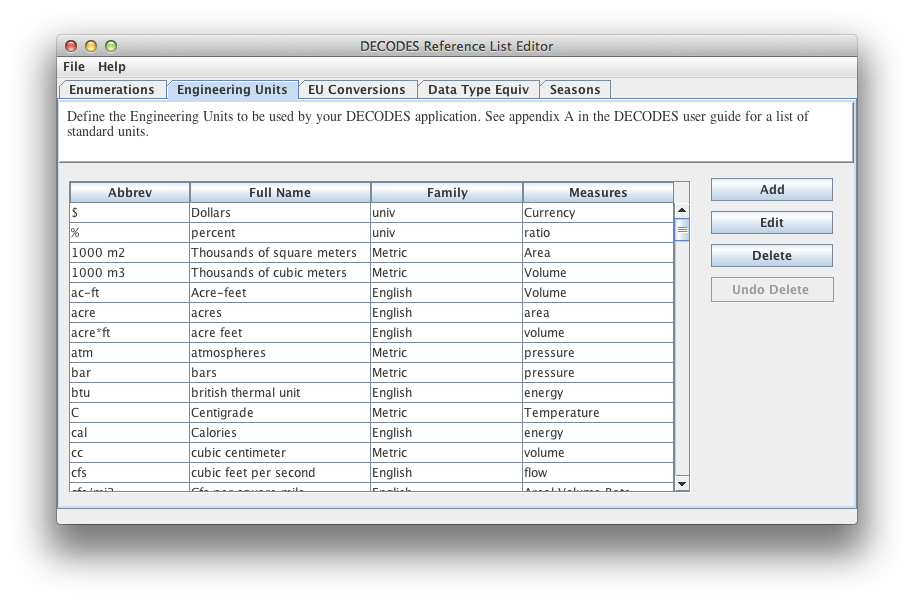 DECODES Reference List Editor
File Help
Enumerations Engineering Units EU Conversions Data Type Equiv Seasons
Define the Engineering Units to be used by your DECODES application. See appendix A in the DECODES user guide for a list of
standard units.
Abbrev Full Name Family Measures
$ Dollars univ Currency
% percent univ ratio
1000 m2 Thousands of square meters Metric Area
1000 m3 Thousands of cubic meters Metric Volume
ac-ft Acre-feet English Volume
acre acres English area
acre*ft acre feet English volume
atm atmospheres Metric pressure
bar bars Metric pressure
btu british thermal unit English energy
C Centigrade Metric Temperature
cal Calories English energy
cc cubic centimeter Metric volume
cfs cubic feet per second English flow
Add
Edit
Delete
Undo Delete